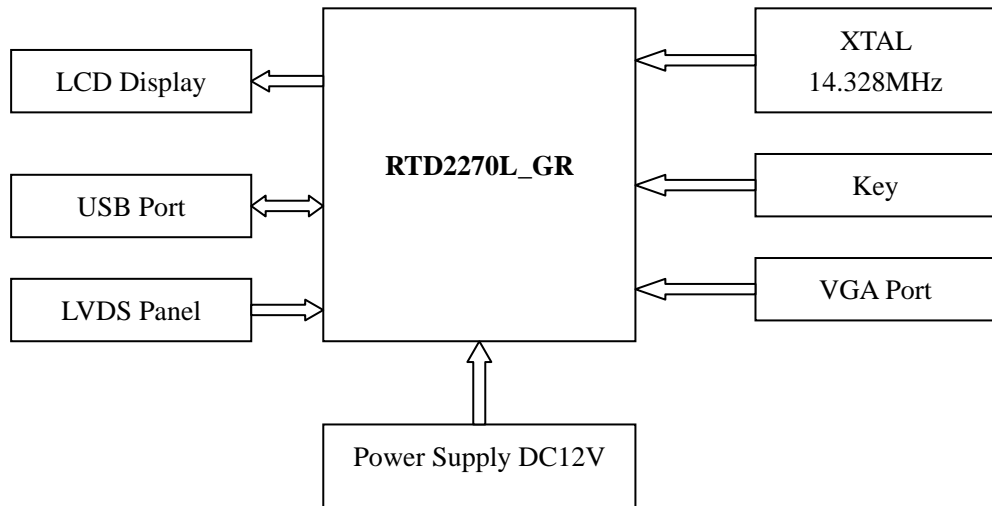 LCD Display
USB Port
LVDS Panel
RTD2270L_GR
XTAL
14.328MHz
Key
VGA Port
Power Supply DC12V